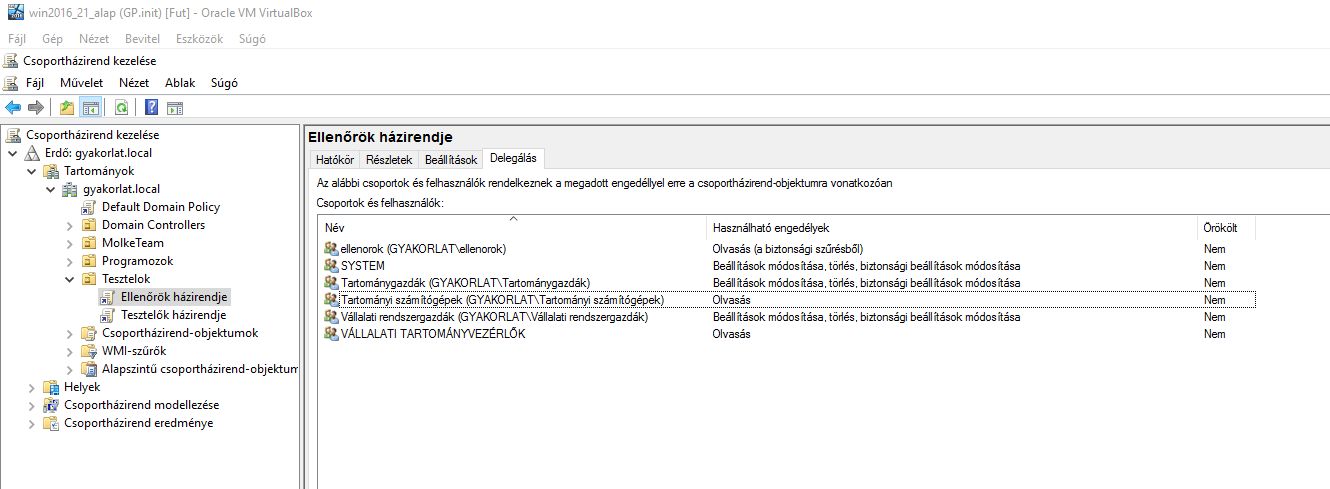 win2016_21_alap (GP.init) [Fut] - Oracle VM VirtualBox
Fájl Gép Nézet Bevitel Eszközök Súgó
Csoportházirend kezelése
Fájl Művelet Nézet Ablak Súgó
Csoportházirend kezelése
Erdő: gyakorlat.local
Tartományok
gyakorlat.local
Default Domain Policy
Domain Controllers
MolkeTeam
Programozok
Tesztelok
Ellenőrök házirendje
Tesztelők házirendje
Csoportházirend-objektumok
WMI-szűrők
Alapszintű csoportházirend-objektum
Helyek
Csoportházirend modellezése
Csoportházirend eredménye
Ellenőrök házirendje
Hatókör Részletek Beállítások Delegálás
Az alábbi csoportok és felhasználók rendelkeznek a megadott engedéllyel erre a csoportházirend-objektumra vonatkozóan
Csoportok és felhasználók:
Név Használható engedélyek Örökölt
ellenorok (GYAKORLAT\ellenorok) Olvasás (a biztonsági szűrésből) Nem
SYSTEM Beállítások módosítása, törlés, biztonsági beállítások módosítása Nem
Tartománygazdák (GYAKORLAT\Tartománygazdák) Beállítások módosítása, törlés, biztonsági beállítások módosítása Nem
Tartományi számítógépek (GYAKORLAT\Tartományi számítógépek) Olvasás Nem
Vállalati rendszergazdák (GYAKORLAT\Vállalati rendszergazdák) Beállítások módosítása, törlés, biztonsági beállítások módosítása Nem
VÁLLALATI TARTOMÁNYVEZÉRLŐK Olvasás Nem